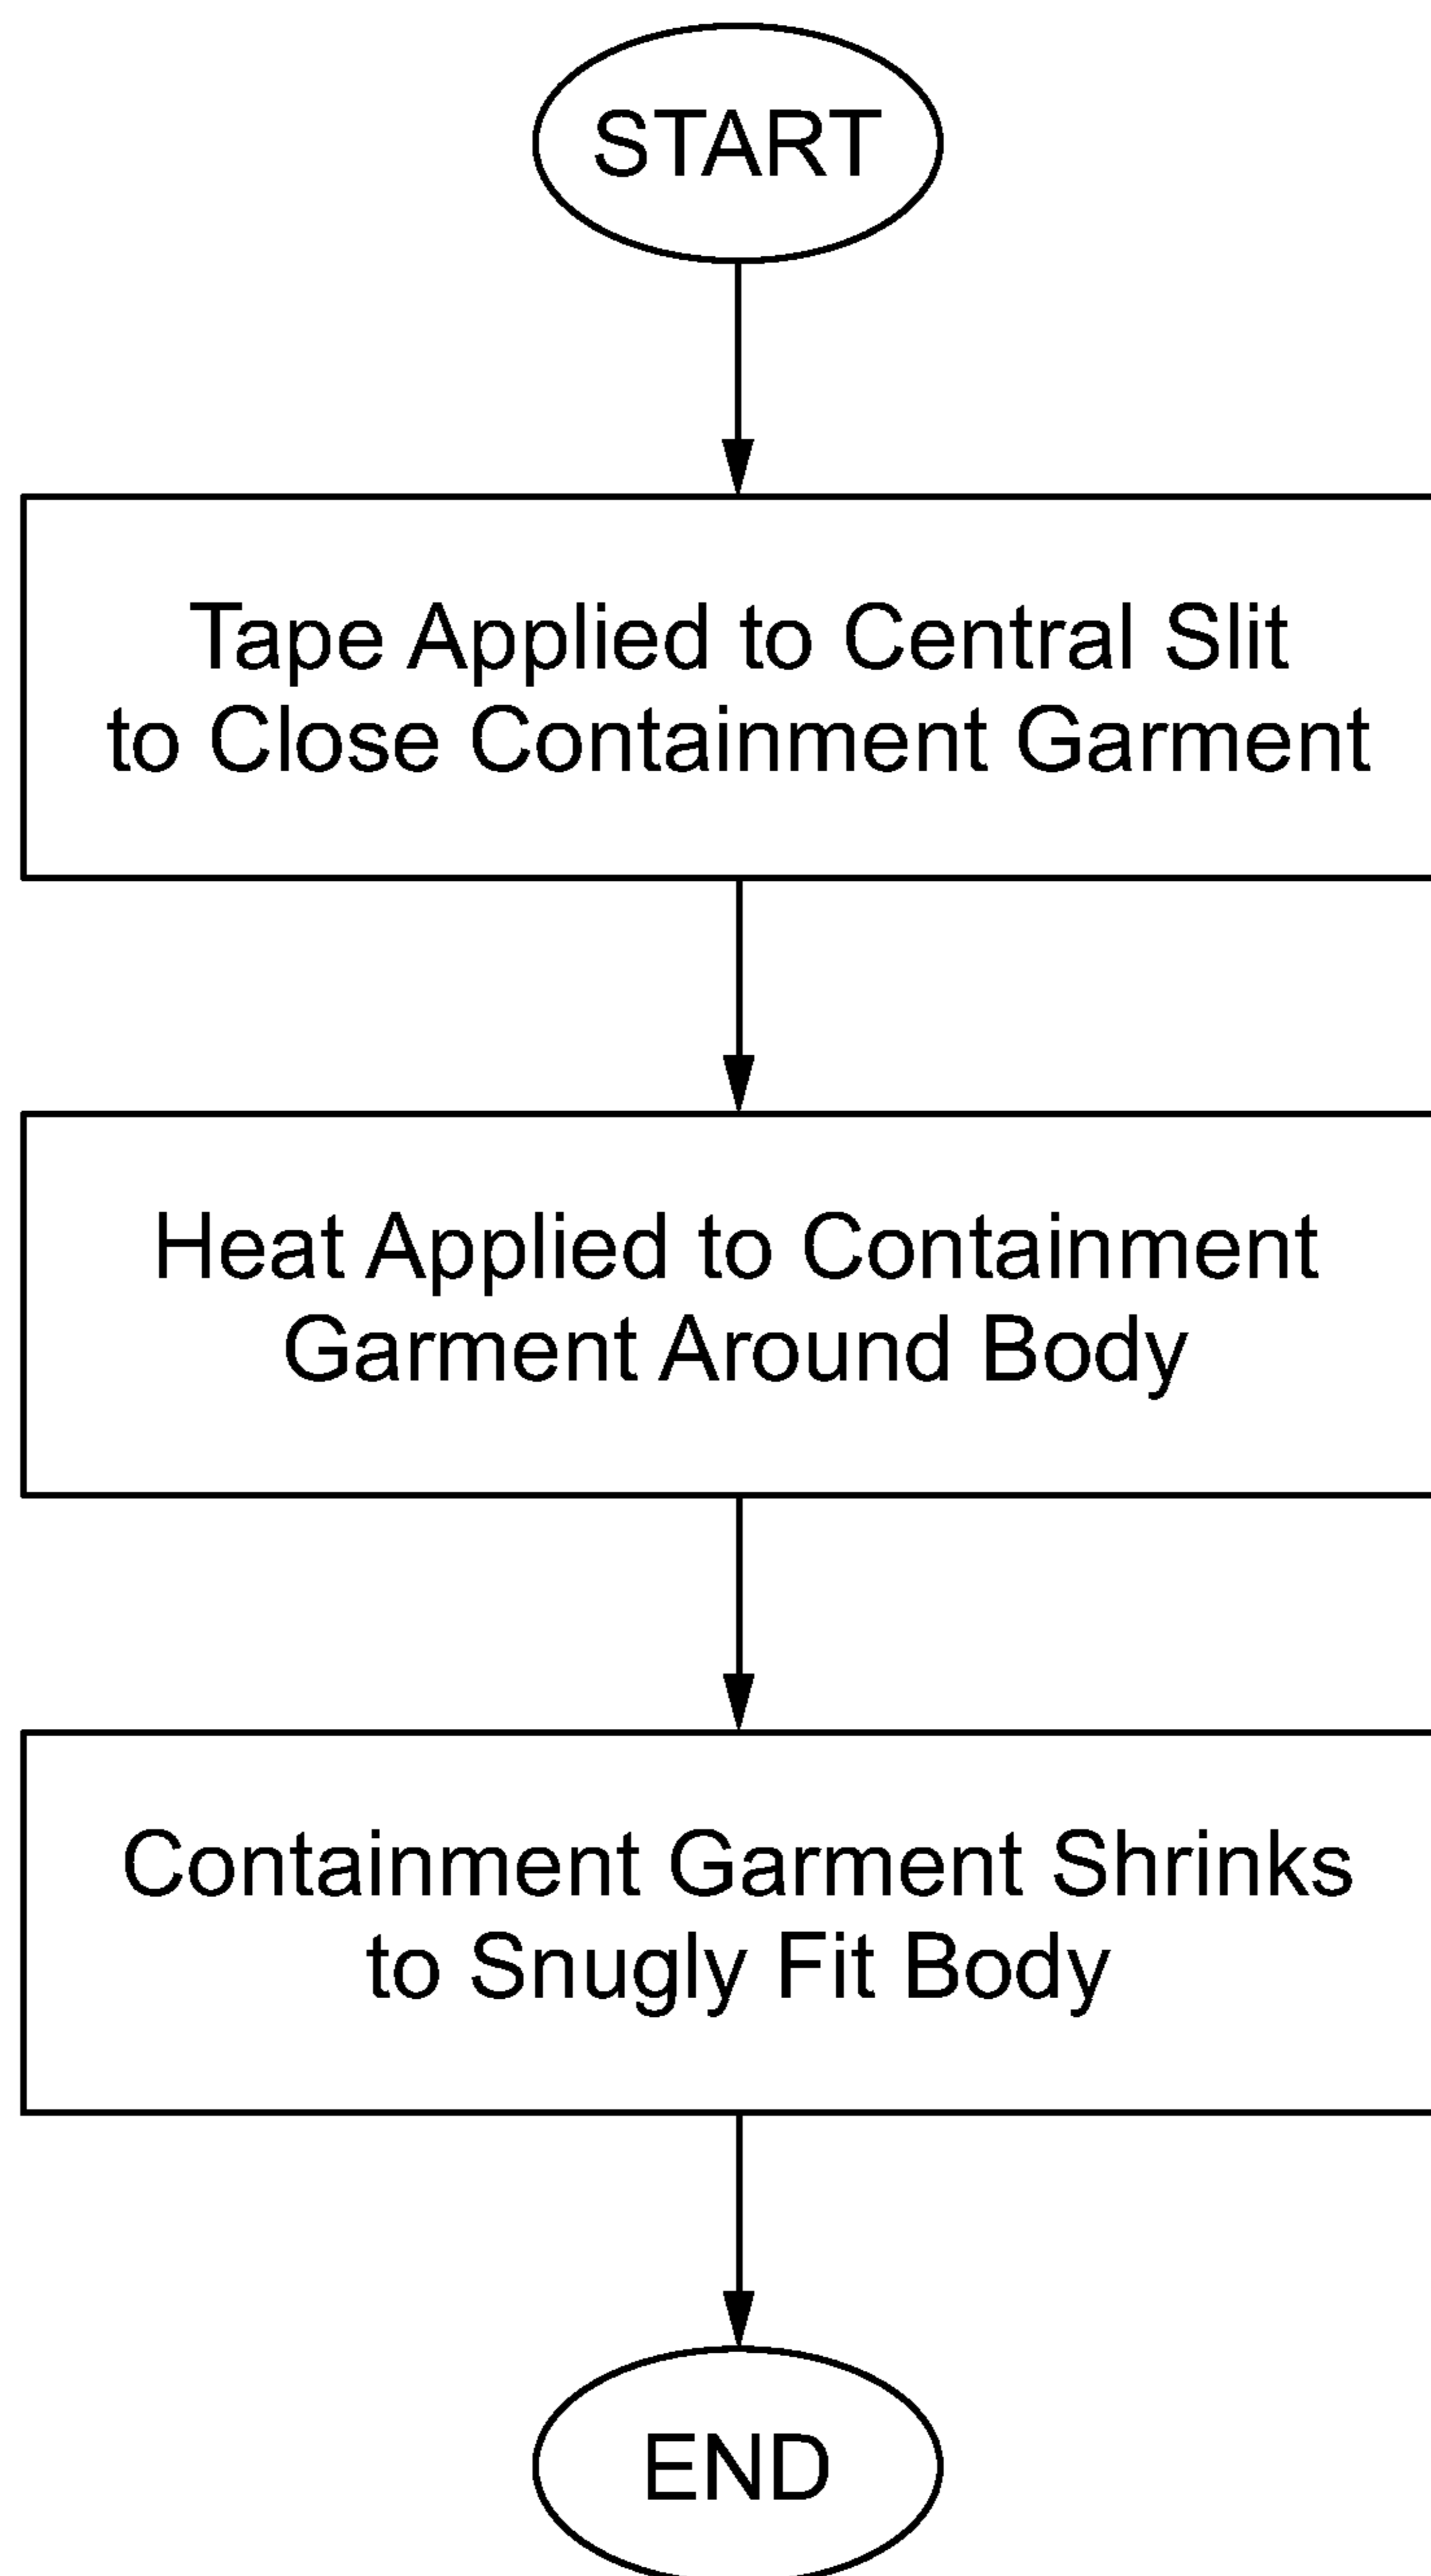 START
Tape Applied to Central Slit
to Close Containment Garment
Heat Applied to Containment
Garment Around Body
Containment Garment Shrinks
to Snugly Fit Body
END